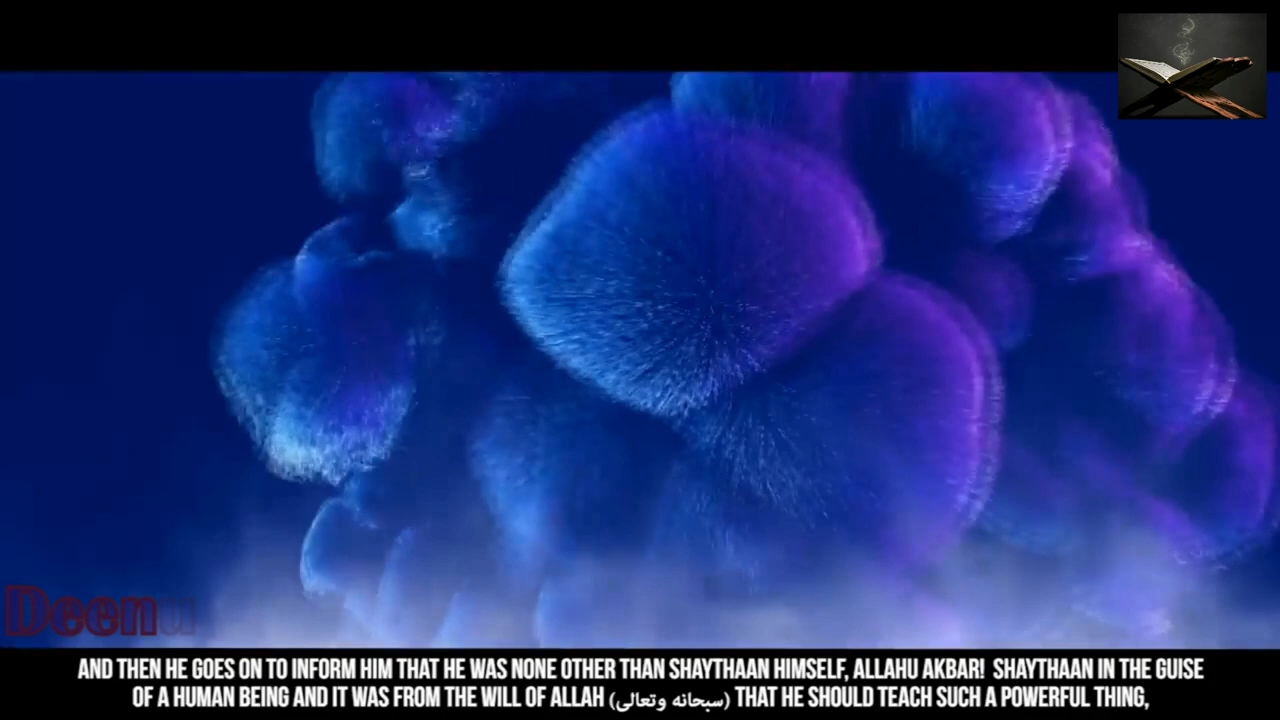 Deenu
AND THEN HE GOES ON TO INFORM HIM THAT HE WAS NONE OTHER THAN SHAYTHAAN HIMSELF, ALLAHU AKBAR! SHAYTHAAN IN THE GUISE
OF A HUMAN BEING AND IT WAS FROM THE WILL OF ALLAH (سبحانه وتعالى) THAT HE SHOULD TEACH SUCH A POWERFUL THING,